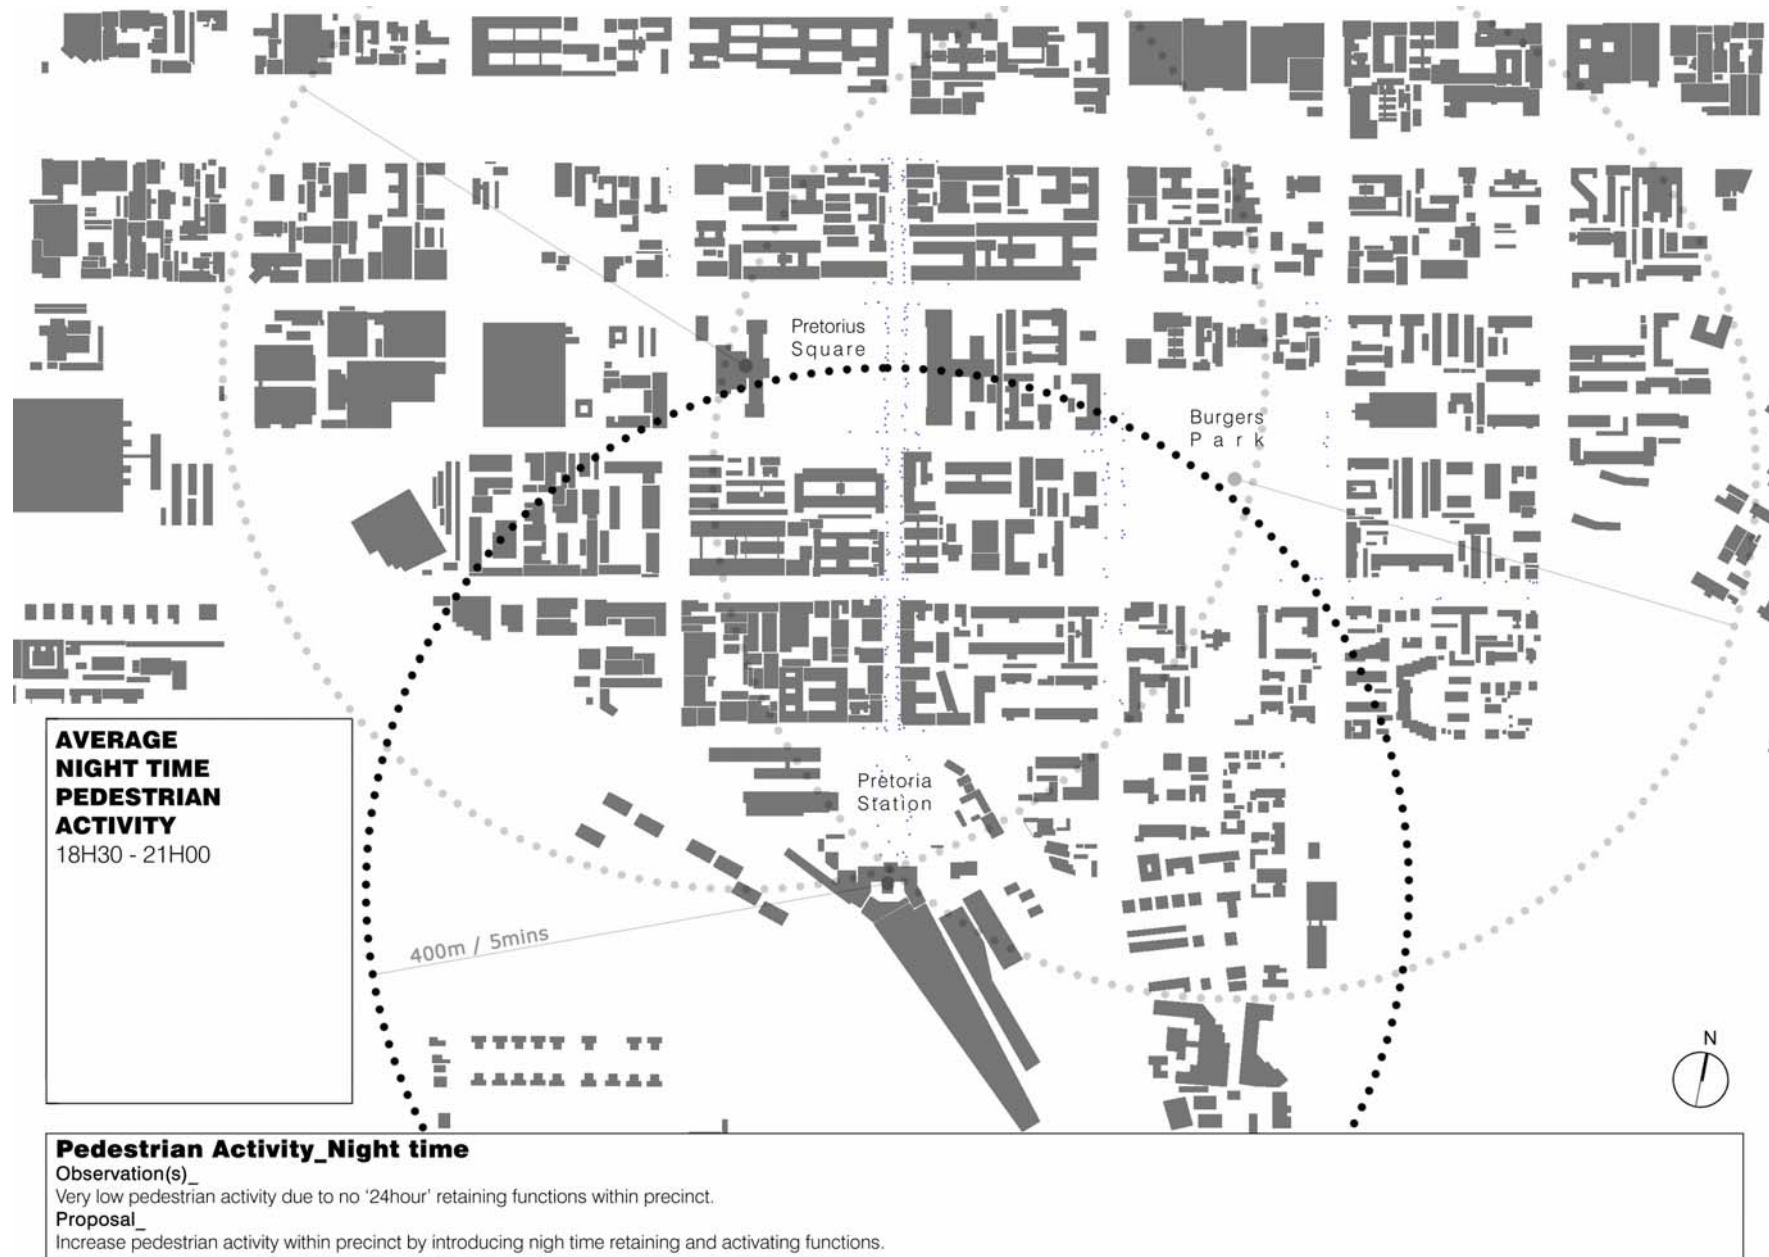 Pretorius
Square
Burgers
Park
Pretoria
Station
400m / 5mins
N
AVERAGE
NIGHT TIME
PEDESTRIAN
ACTIVITY
18H30 - 21H00
Pedestrian Activity_Night time
Observation(s)_
Very low pedestrian activity due to no '24hour' retaining functions within precinct.
Proposal_
Increase pedestrian activity within precinct by introducing nigh time retaining and activating functions.